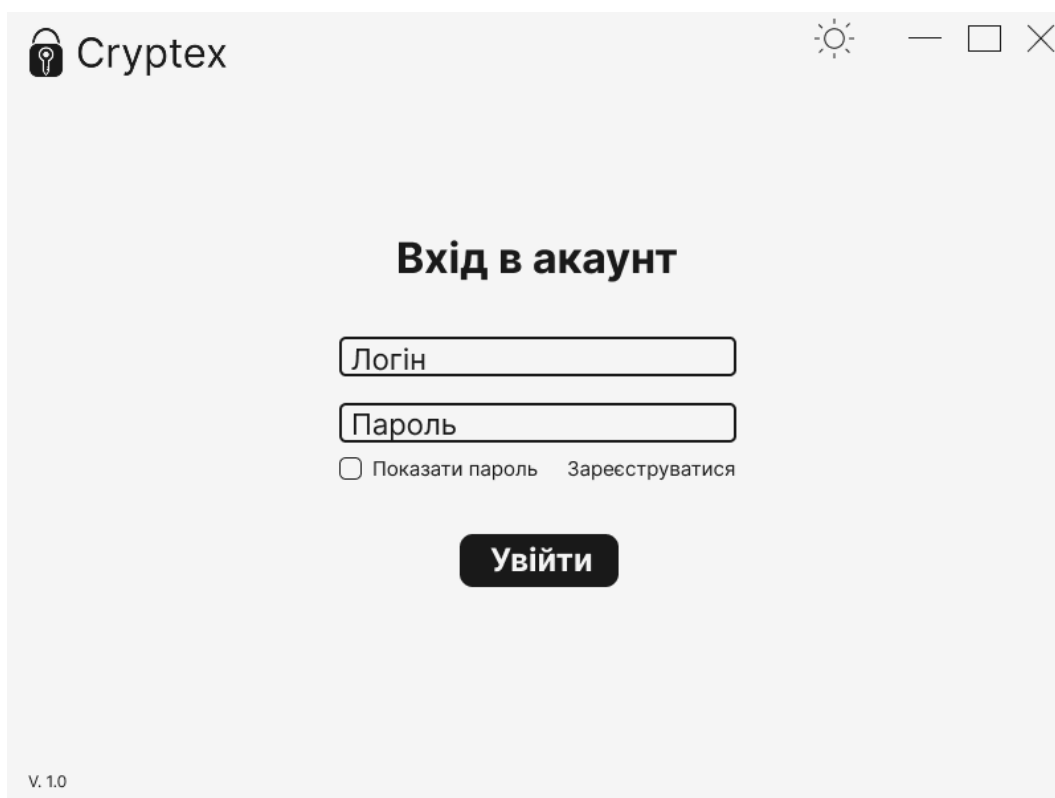 Cryptex
Вхід в акаунт
Логін
Пароль
Показати пароль Зареєструватися
Увійти
V. 1.0